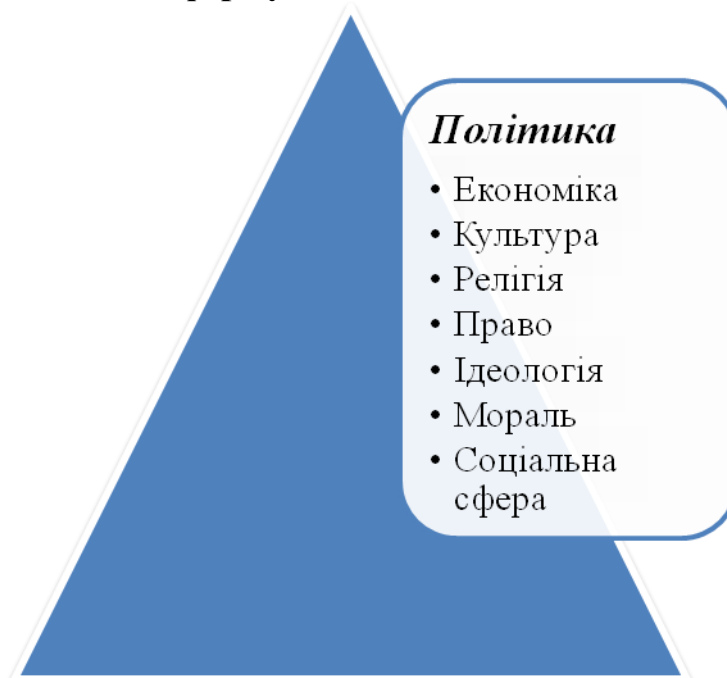 Політика
• Економіка
• Культура
• Релігія
• Право
• Ідеологія
• Мораль
• Соціальна
сфера